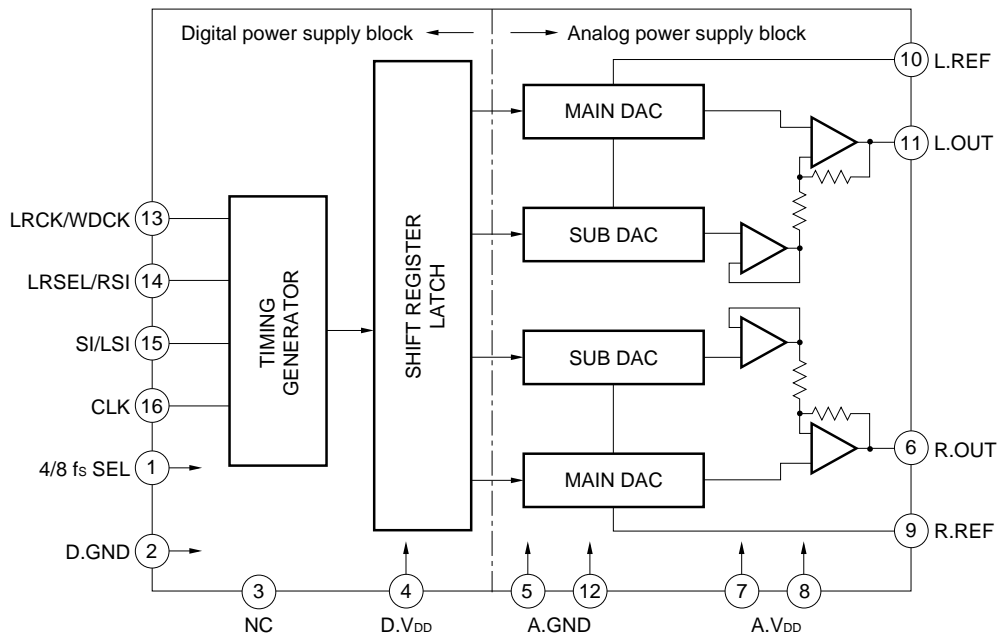 Digital power supply block
Analog power supply block
10 L.REF
MAIN DAC
11 L.OUT
LRCK/WDCK 13
SUB DAC
LRSEL/RSI 14
TIMING
GENERATOR
SHIFT REGISTER
LATCH
SI/LSI 15
SUB DAC
CLK 16
6 R.OUT
4/8 fs SEL 1
MAIN DAC
9 R.REF
D.GND 2
3
4
5
12
7
8
NC
D.VDD
A.GND
A.VDD